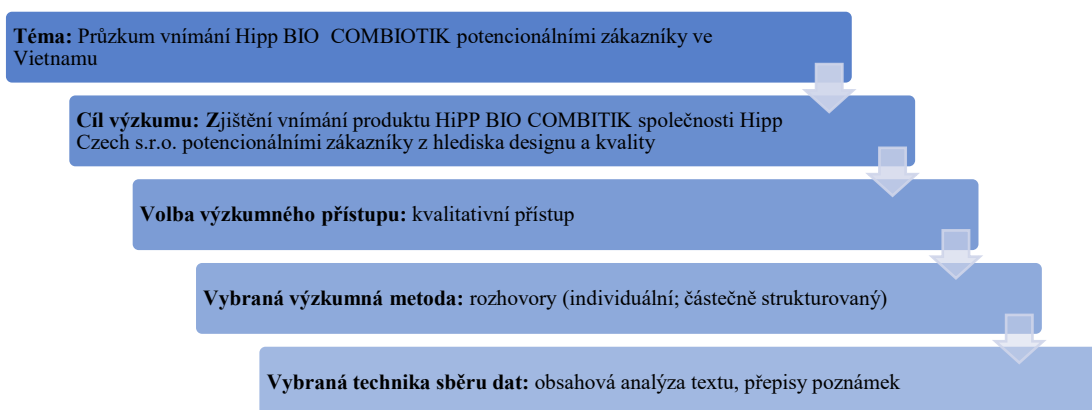 Téma: Průzkum vnímání Hipp BIO COMBIOTIK potencionálními zákazníky ve
Vietnamu
Cíl výzkumu: Zjištění vnímání produktu HiPP BIO COMBITIK společnosti Hipp
Czech s.r.o. potencionálními zákazníky z hlediska designu a kvality
Volba výzkumného přístupu: kvalitativní přístup
Vybraná výzkumná metoda: rozhovory (individuální; částečně strukturovaný)
Vybraná technika sběru dat: obsahová analýza textu, přepisy poznámek